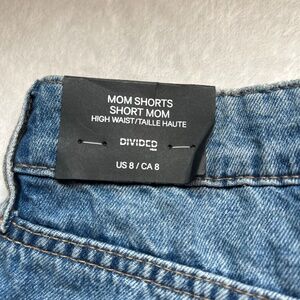 MOM SHORTS
SHORT MOM
HIGH WAIST/TAILLE HAUTE
DIVIDED
US 8 / CA 8